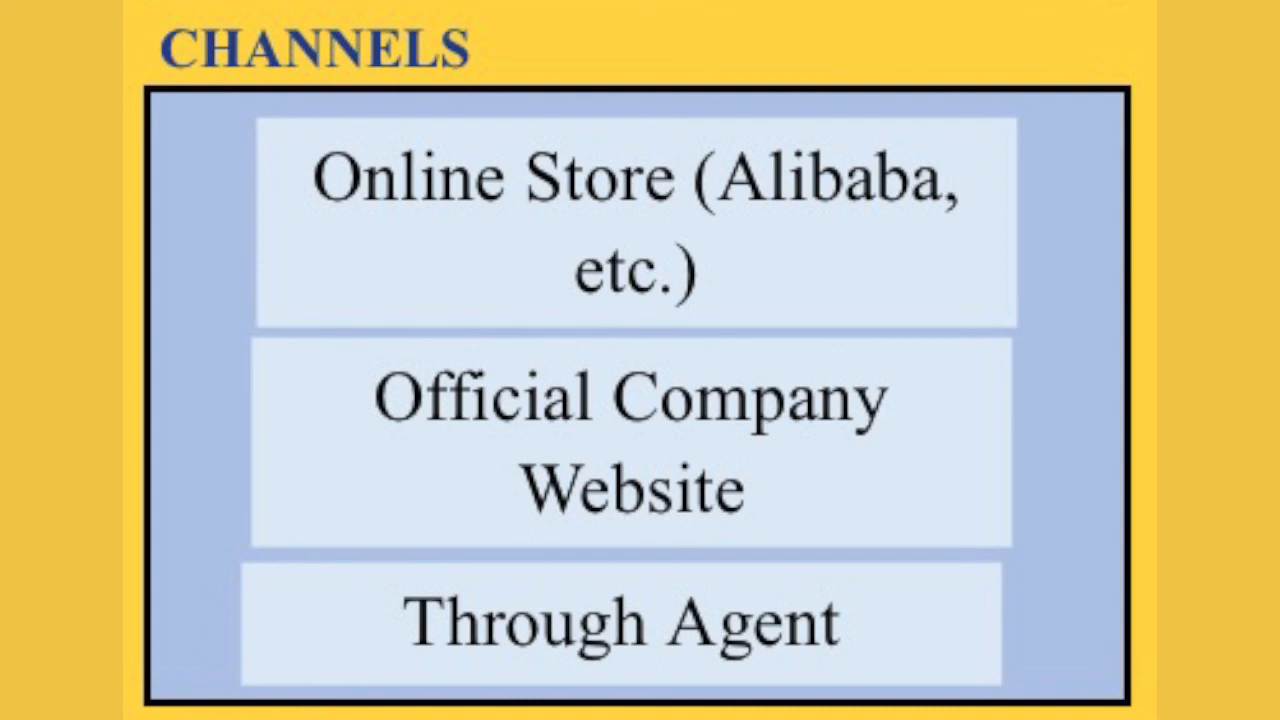 CHANNELS
Online Store (Alibaba,
etc.)
Official Company
Website
Through Agent